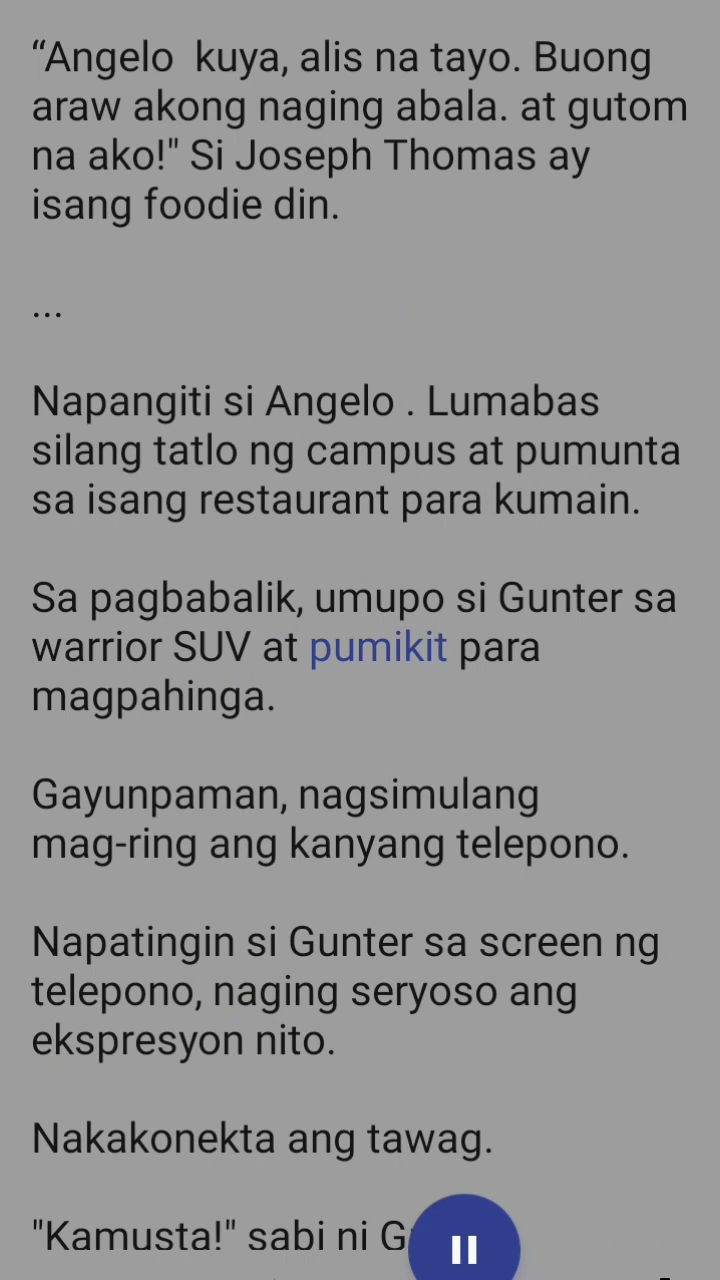 “Angelo  kuya, alis na tayo. Buong
araw akong naging abala. at gutom
na ako!" Si Joseph Thomas ay
isang foodie din.
...
Napangiti si Angelo . Lumabas
silang tatlo ng campus at pumunta
sa isang restaurant para kumain.
Sa pagbabalik, umupo si Gunter sa
warrior SUV at pumikit para
magpahinga.
Gayunpaman, nagsimulang
mag-ring ang kanyang telepono.
Napatingin si Gunter sa screen ng
telepono, naging seryoso ang
ekspresyon nito.
Nakakonekta ang tawag.
"Kamusta!" sabi ni